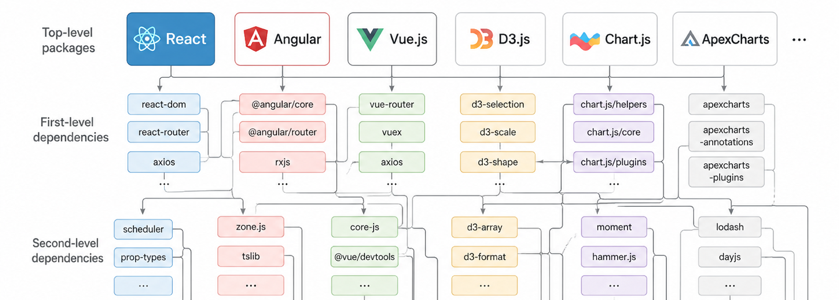 Top-level
packages
React
Angular
Vue.js
D3.js
Chart.js
ApexCharts
...
First-level
dependencies
react-dom
@angular/core
vue-router
d3-selection
chart.js/helpers
apexcharts
react-router
@angular/router
vuex
d3-scale
chart.js/core
apexcharts
-annotations
axios
rxjs
axios
d3-shape
chart.js/plugins
apexcharts
-plugins
...
...
...
...
...
...
Second-level
dependencies
scheduler
zone.js
core-js
d3-array
moment
lodash
prop-types
tslib
@vue/devtools
d3-format
hammer.js
dayjs
...
...
...
...
...
...